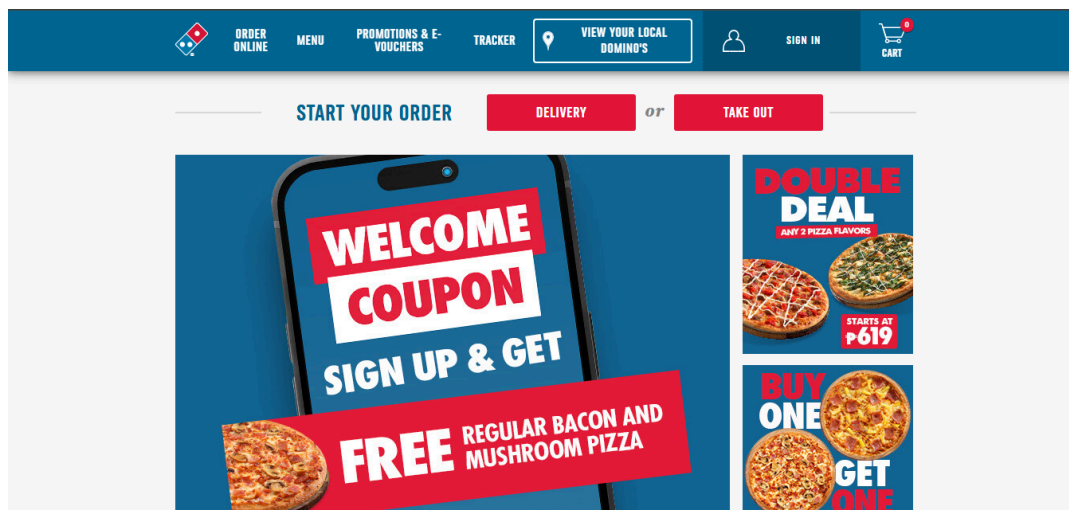 ORDER
ONLINE
MENU
PROMOTIONS & E-
VOUCHERS
TRACKER
VIEW YOUR LOCAL
DOMINO'S
SIGN IN
0
CART
START YOUR ORDER
DELIVERY
or
TAKE OUT
WELCOME
COUPON
SIGN UP & GET
FREE
REGULAR BACON AND
MUSHROOM PIZZA
DOUBLE
DEAL
ANY 2 PIZZA FLAVORS
STARTS AT
₱619
BUY
ONE
GET
ONE